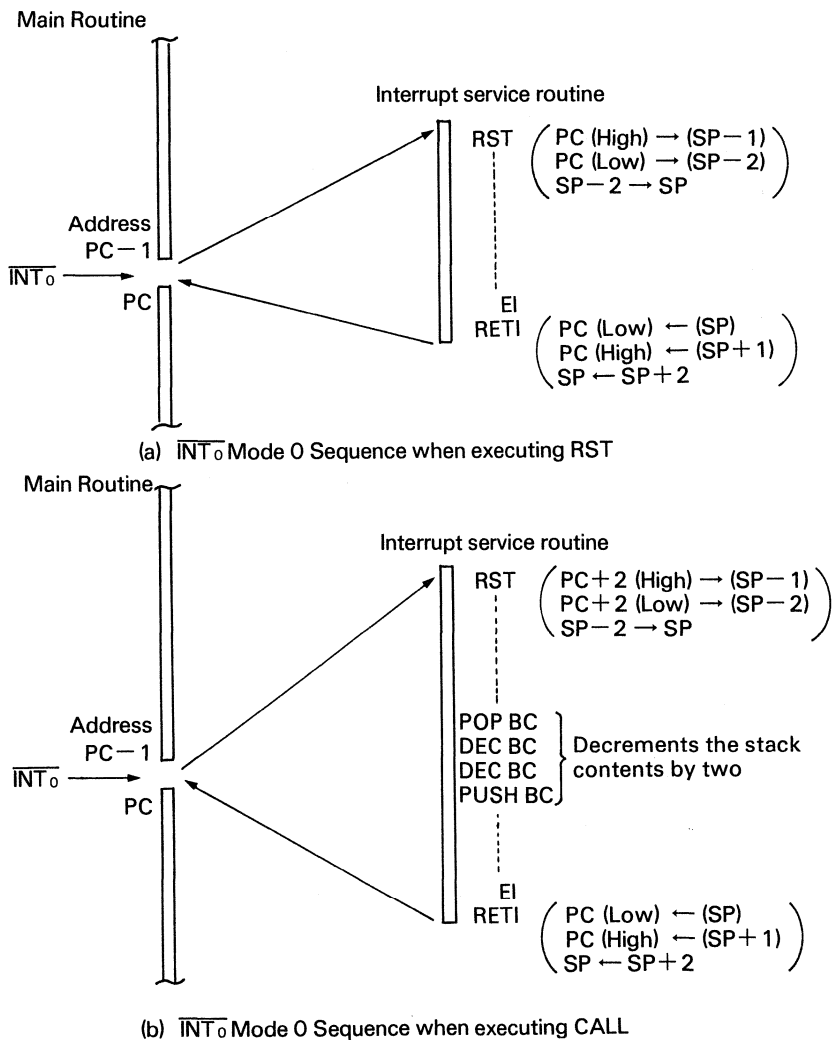 Main Routine
Interrupt service routine
RST
PC (High) → (SP−1)
PC (Low) → (SP−2)
SP−2 → SP
Address
PC−1
INT₀
PC
EI
RETI
PC (Low) ← (SP)
PC (High) ← (SP+1)
SP ← SP+2
(a) INT₀ Mode 0 Sequence when executing RST
Main Routine
Interrupt service routine
RST
PC+2 (High) → (SP−1)
PC+2 (Low) → (SP−2)
SP−2 → SP
Address
PC−1
INT₀
PC
POP BC
DEC BC
DEC BC
PUSH BC
Decrements the stack
contents by two
EI
RETI
PC (Low) ← (SP)
PC (High) ← (SP+1)
SP ← SP+2
(b) INT₀ Mode 0 Sequence when executing CALL